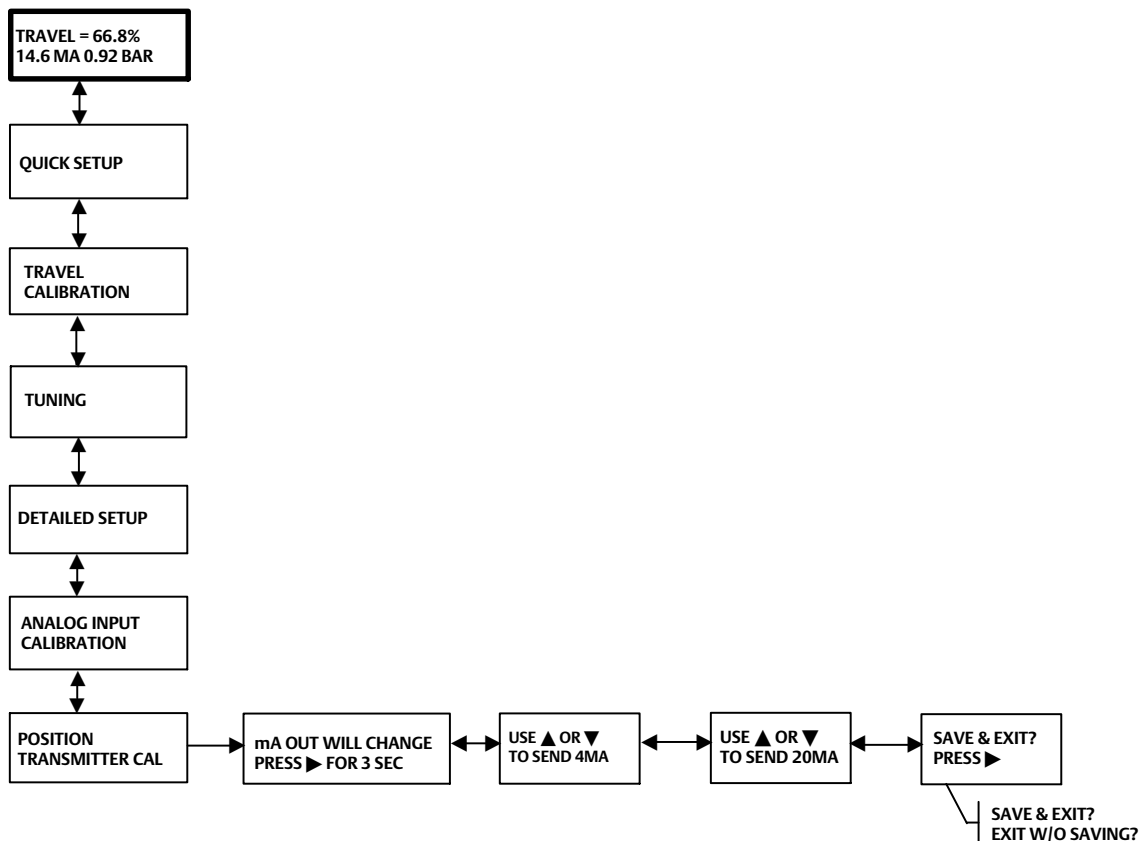 TRAVEL = 66.8%
14.6 MA 0.92 BAR
QUICK SETUP
TRAVEL
CALIBRATION
TUNING
DETAILED SETUP
ANALOG INPUT
CALIBRATION
POSITION
TRANSMITTER CAL
mA OUT WILL CHANGE
PRESS ▶ FOR 3 SEC
USE ▲ OR ▼
TO SEND 4MA
USE ▲ OR ▼
TO SEND 20MA
SAVE & EXIT?
PRESS ▶
SAVE & EXIT?
EXIT W/O SAVING?